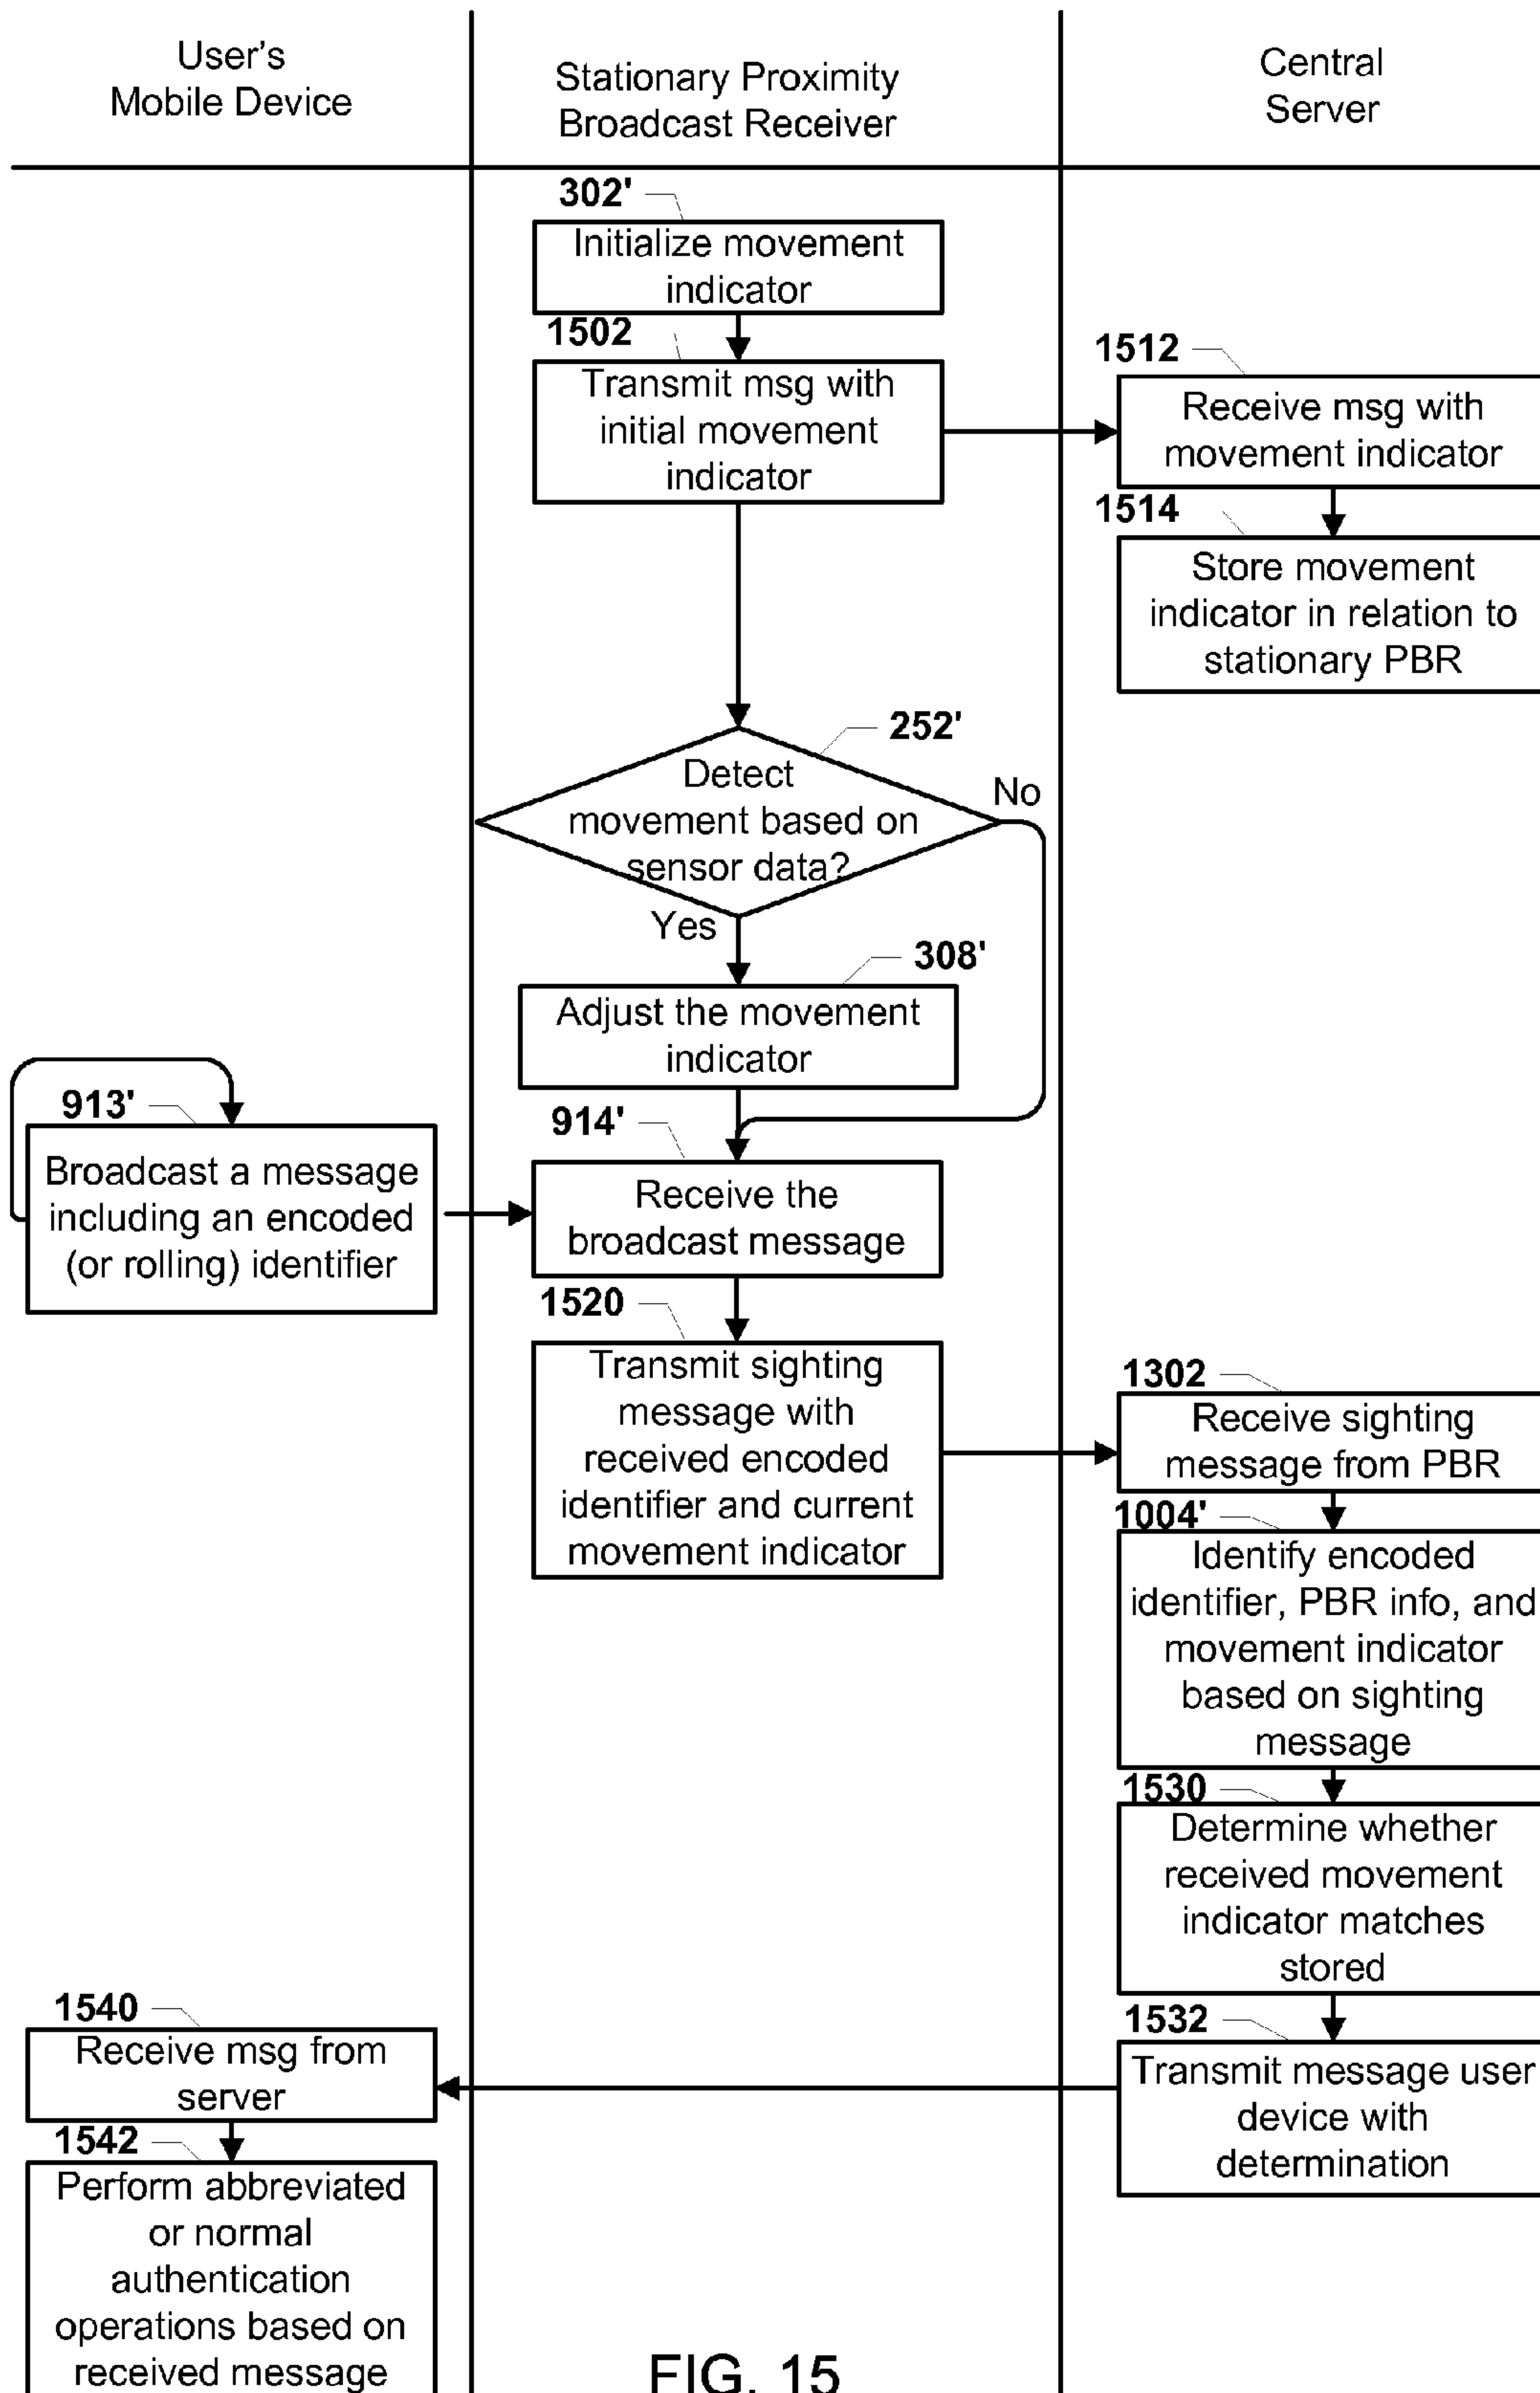 User's
Mobile Device
Stationary Proximity
Broadcast Receiver
Central
Server
302'
Initialize movement
indicator
1502
Transmit msg with
initial movement
indicator
1512
Receive msg with
movement indicator
1514
Store movement
indicator in relation to
stationary PBR
252'
Detect
movement based on
sensor data?
No
Yes
308'
Adjust the movement
indicator
913'
Broadcast a message
including an encoded
(or rolling) identifier
914'
Receive the
broadcast message
1520
Transmit sighting
message with
received encoded
identifier and current
movement indicator
1302
Receive sighting
message from PBR
1004'
Identify encoded
identifier, PBR info, and
movement indicator
based on sighting
message
1530
Determine whether
received movement
indicator matches
stored
1532
Transmit message user
device with
determination
1540
Receive msg from
server
1542
Perform abbreviated
or normal
authentication
operations based on
received message
FIG. 15